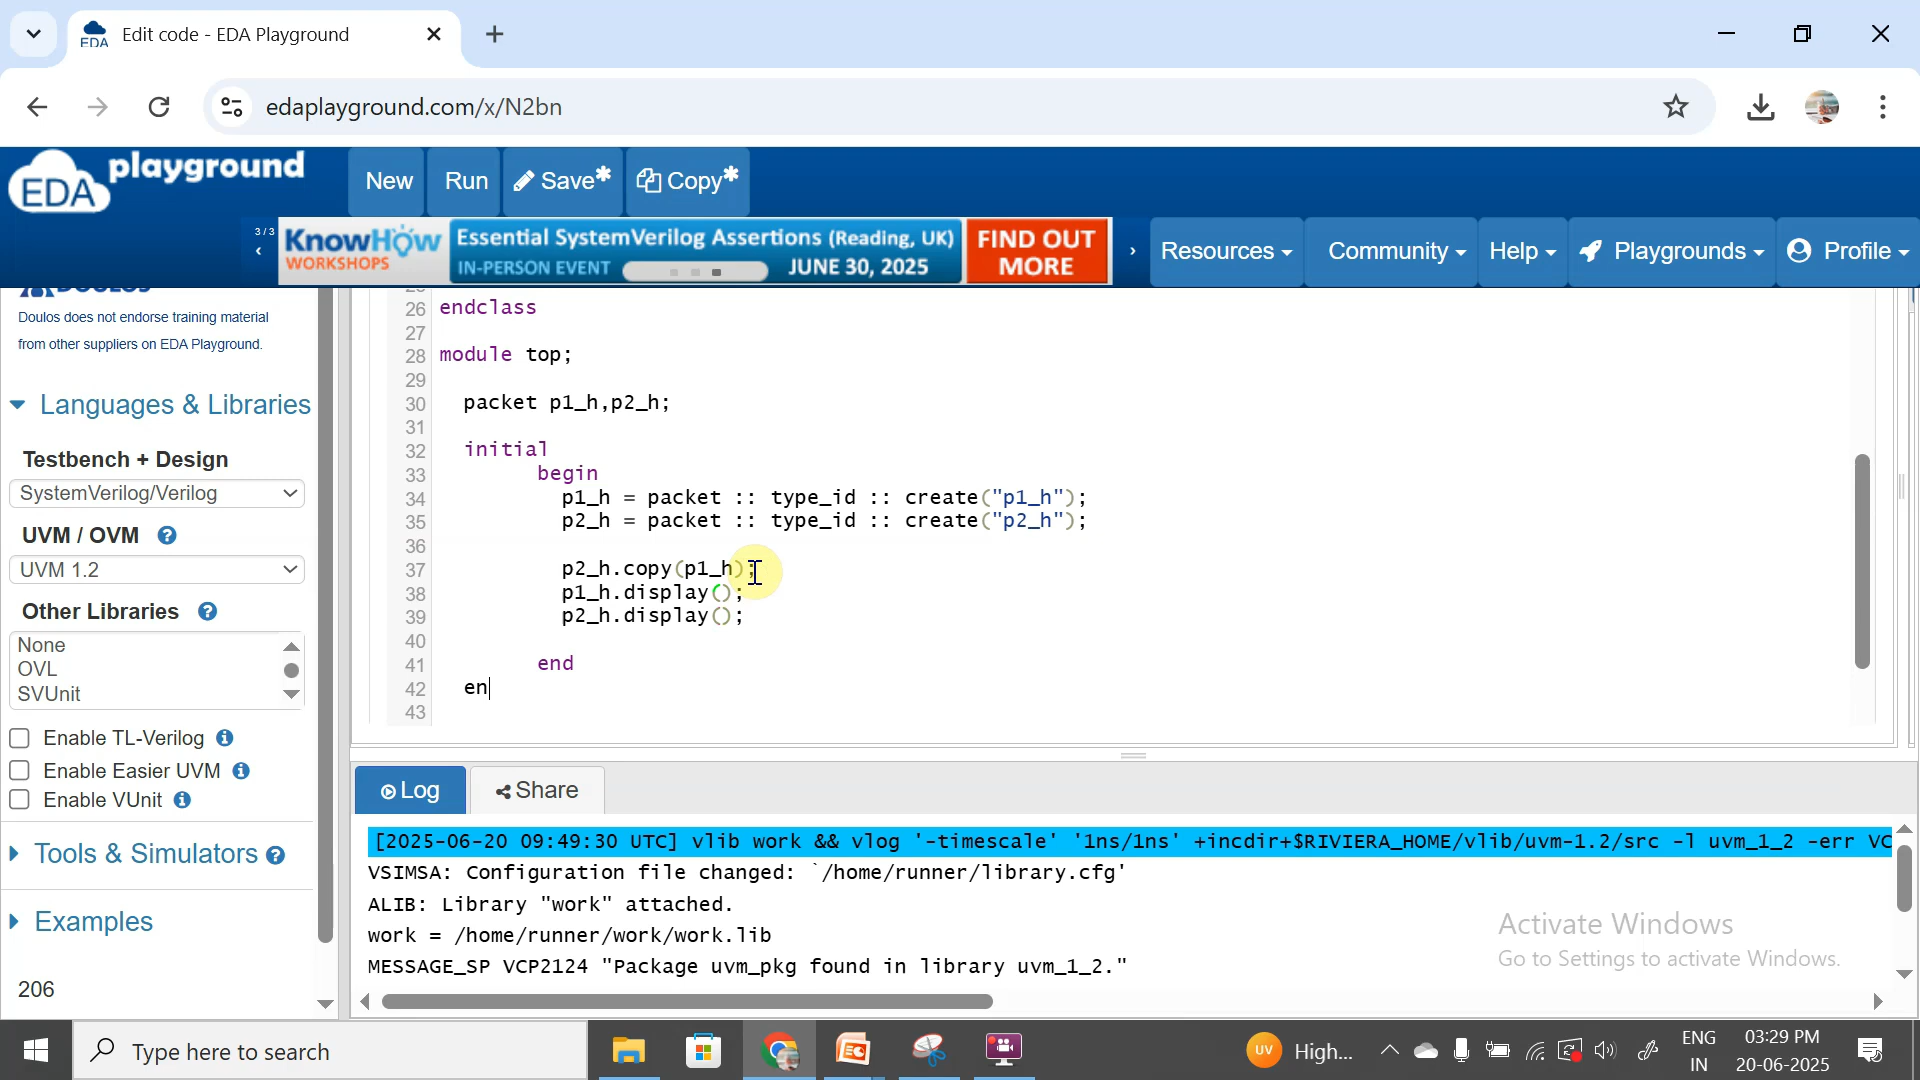 Edit code - EDA Playground
edaplayground.com/x/N2bn
EDA playground
New Run Save* Copy*
3/3 KnowHow WORKSHOPS Essential SystemVerilog Assertions (Reading, UK) FIND OUT MORE
IN-PERSON EVENT JUNE 30, 2025
Resources Community Help Playgrounds Profile
Doulos does not endorse training material
from other suppliers on EDA Playground.
Languages & Libraries
Testbench + Design
SystemVerilog/Verilog
UVM / OVM
UVM 1.2
Other Libraries
None
OVL
SVUnit
Enable TL-Verilog
Enable Easier UVM
Enable VUnit
Tools & Simulators
Examples
206
26 endclass
27
28 module top;
29
30 packet p1_h,p2_h;
31
32 initial
33 begin
34 p1_h = packet :: type_id :: create("p1_h");
35 p2_h = packet :: type_id :: create("p2_h");
36
37 p2_h.copy(p1_h);
38 p1_h.display();
39 p2_h.display();
40
41 end
42 en
43
Log Share
[2025-06-20 09:49:30 UTC] vlib work && vlog '-timescale' '1ns/1ns' +incdir+$RIVIERA_HOME/vlib/uvm-1.2/src -l uvm_1_2 -err VC
VSIMSA: Configuration file changed: `/home/runner/library.cfg'
ALIB: Library "work" attached.
work = /home/runner/work/work.lib
MESSAGE_SP VCP2124 "Package uvm_pkg found in library uvm_1_2."
Activate Windows
Go to Settings to activate Windows.
Type here to search
UV High...
ENG
IN
03:29 PM
20-06-2025